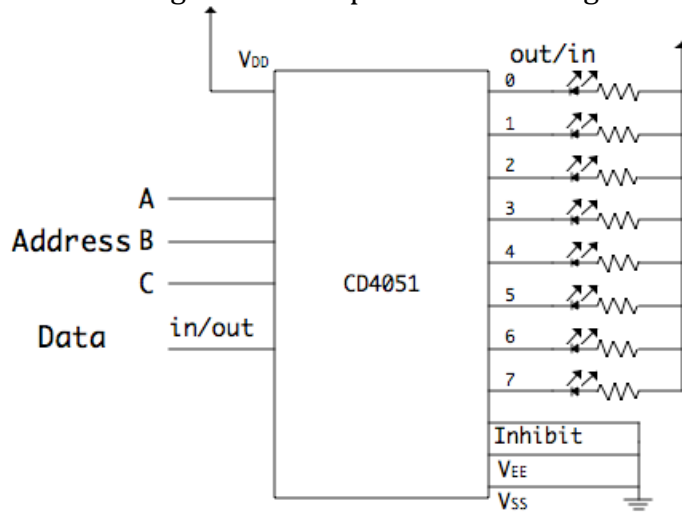 VDD
out/in
0
1
2
3
4
5
6
7
A
Address B
C
Data in/out
CD4051
Inhibit
VEE
VSS